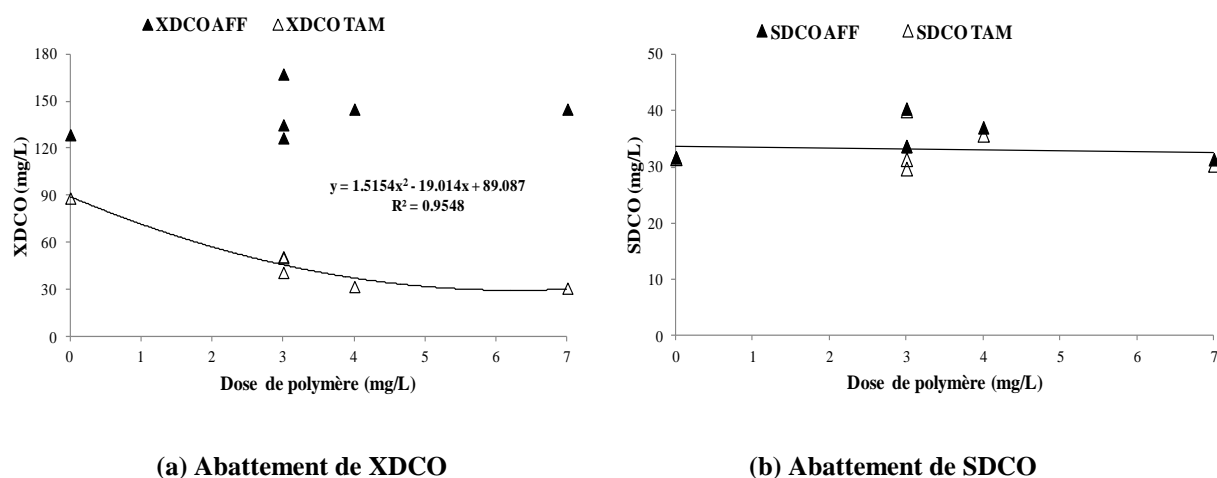 ▲XDCO AFF △XDCO TAM
180
150
120
90
60
30
0
XDCO (mg/L)
y = 1.5154x² - 19.014x + 89.087
R² = 0.9548
0 1 2 3 4 5 6 7
Dose de polymère (mg/L)
(a) Abattement de XDCO
▲SDCO AFF △SDCO TAM
50
40
30
20
10
0
SDCO (mg/L)
0 1 2 3 4 5 6 7
Dose de polymère (mg/L)
(b) Abattement de SDCO